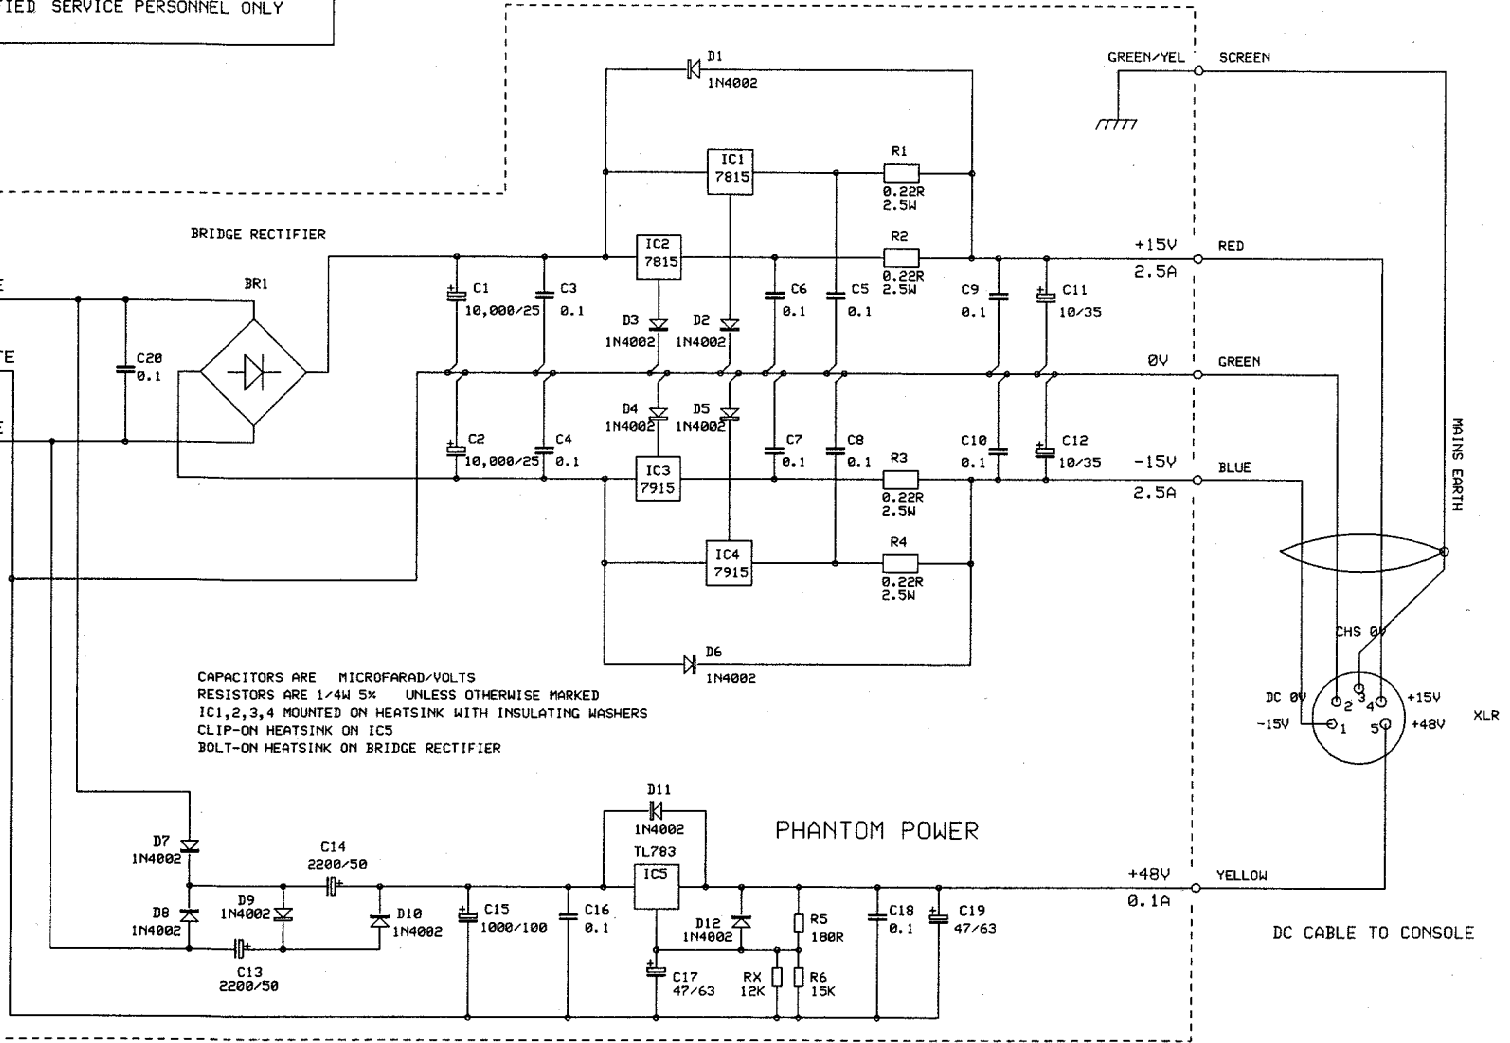 TIED SERVICE PERSONNEL ONLY
D1
1N4002
GREEN/YEL
SCREEN
IC1
7815
R1
0.22R
2.5W
BRIDGE RECTIFIER
IC2
7815
R2
0.22R
2.5W
+15V
2.5A
RED
E
BR1
C1
10,000/25
C3
0.1
D3
1N4002
D2
1N4002
C6
0.1
C5
0.1
C9
0.1
C11
10/35
TE
C20
0.1
0V
GREEN
D4
1N4002
D5
1N4002
E
C2
10,000/25
C4
0.1
IC3
7915
C7
0.1
C8
0.1
R3
0.22R
2.5W
C10
0.1
C12
10/35
-15V
2.5A
BLUE
MAINS EARTH
IC4
7915
R4
0.22R
2.5W
CHS 0V
D6
1N4002
CAPACITORS ARE MICROFARAD/VOLTS
RESISTORS ARE 1/4W 5% UNLESS OTHERWISE MARKED
IC1,2,3,4 MOUNTED ON HEATSINK WITH INSULATING WASHERS
CLIP-ON HEATSINK ON IC5
BOLT-ON HEATSINK ON BRIDGE RECTIFIER
DC 0V
2
3
4
+15V
-15V
1
5
+48V
XLR
D11
1N4002
PHANTOM POWER
D7
1N4002
C14
2200/50
TL783
IC5
+48V
0.1A
YELLOW
D8
1N4002
D9
1N4002
D10
1N4002
C15
1000/100
C16
0.1
D12
1N4002
R5
180R
C18
0.1
C19
47/63
DC CABLE TO CONSOLE
C13
2200/50
C17
47/63
RX
12K
R6
15K